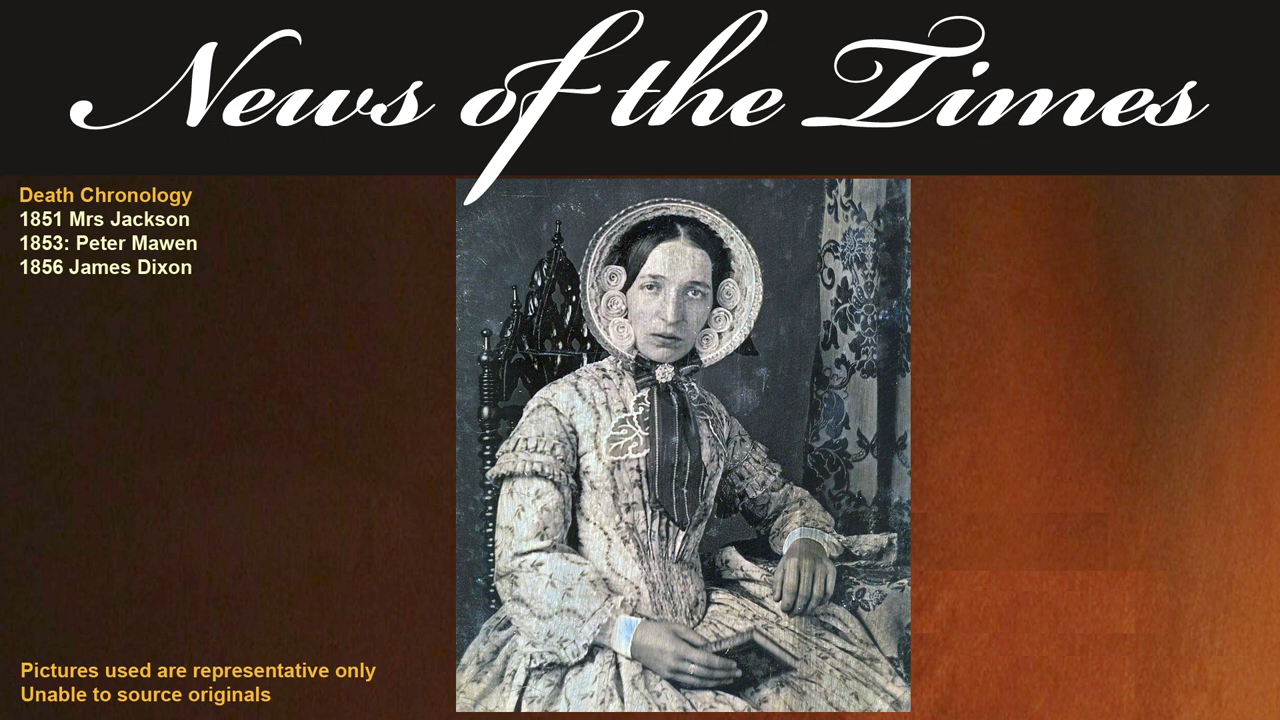 News of the Times
Death Chronology
1851 Mrs Jackson
1853: Peter Mawen
1856 James Dixon
Pictures used are representative only
Unable to source originals